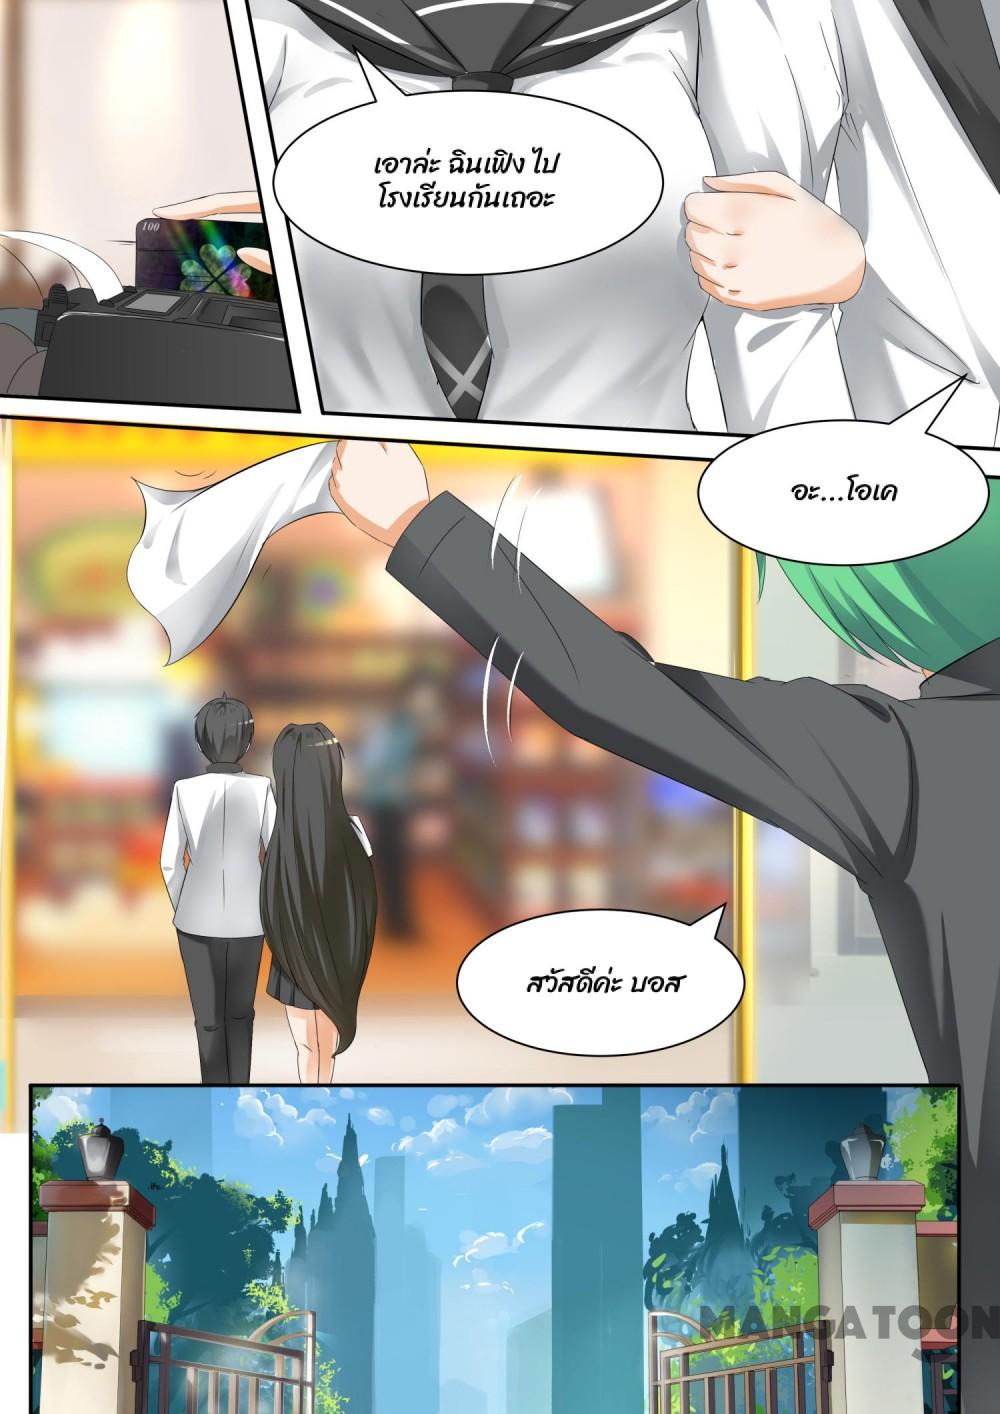 เอาล่ะ ฉินเฟิง ไป
โรงเรียนกันเถอะ
100
อะ...โอเค
สวัสดีค่ะ บอส
MANGATOON